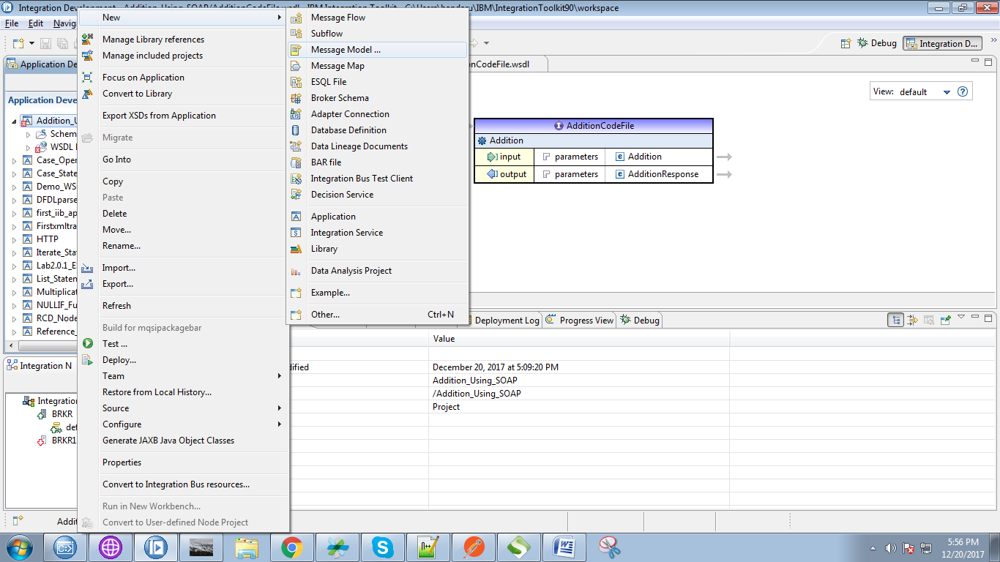 Integration Development - Addition_Using_SOAP/AdditionCodeFile.wsdl - IBM Integration Toolkit - C:\Users\ \IBM\IntegrationToolkit90\workspace
File Edit Navig
Debug Integration D...
Application De
nCodeFile.wsdl
View: default
Application Deve
Addition_U
Schem
WSDL
Case_Oper
Case_State
Demo_WS
DFDLparse
first_iib_ap
Firstxmltra
HTTP
Iterate_Sta
Lab2.0.1_E
List_Statem
Multiplicat
NULLIF_Fu
RCD_Node
Reference_
Integration N
Integration
BRKR
def
BRKR1
Addit
New
Manage Library references
Manage included projects
Focus on Application
Convert to Library
Export XSDs from Application
Migrate
Go Into
Copy
Paste
Delete
Move...
Rename...
Import...
Export...
Refresh
Build for mqsipackagebar
Test ...
Deploy...
Team
Restore from Local History...
Source
Configure
Generate JAXB Java Object Classes
Properties
Convert to Integration Bus resources...
Run in New Workbench...
Convert to User-defined Node Project
Message Flow
Subflow
Message Model ...
Message Map
ESQL File
Broker Schema
Adapter Connection
Database Definition
Data Lineage Documents
BAR file
Integration Bus Test Client
Decision Service
Application
Integration Service
Library
Data Analysis Project
Example...
Other... Ctrl+N
AdditionCodeFile
Addition
input parameters Addition
output parameters AdditionResponse
Deployment Log Progress View Debug
Value
dified December 20, 2017 at 5:09:20 PM
Addition_Using_SOAP
/Addition_Using_SOAP
Project
5:56 PM
12/20/2017